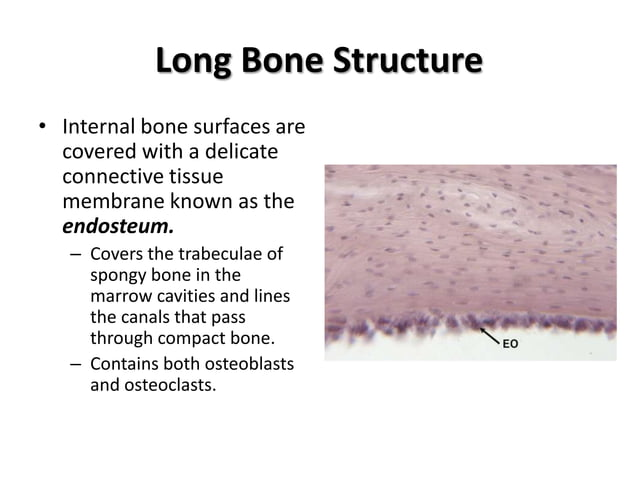 Long Bone Structure
• Internal bone surfaces are
covered with a delicate
connective tissue
membrane known as the
endosteum.
– Covers the trabeculae of
spongy bone in the
marrow cavities and lines
the canals that pass
through compact bone.
– Contains both osteoblasts
and osteoclasts.
EO